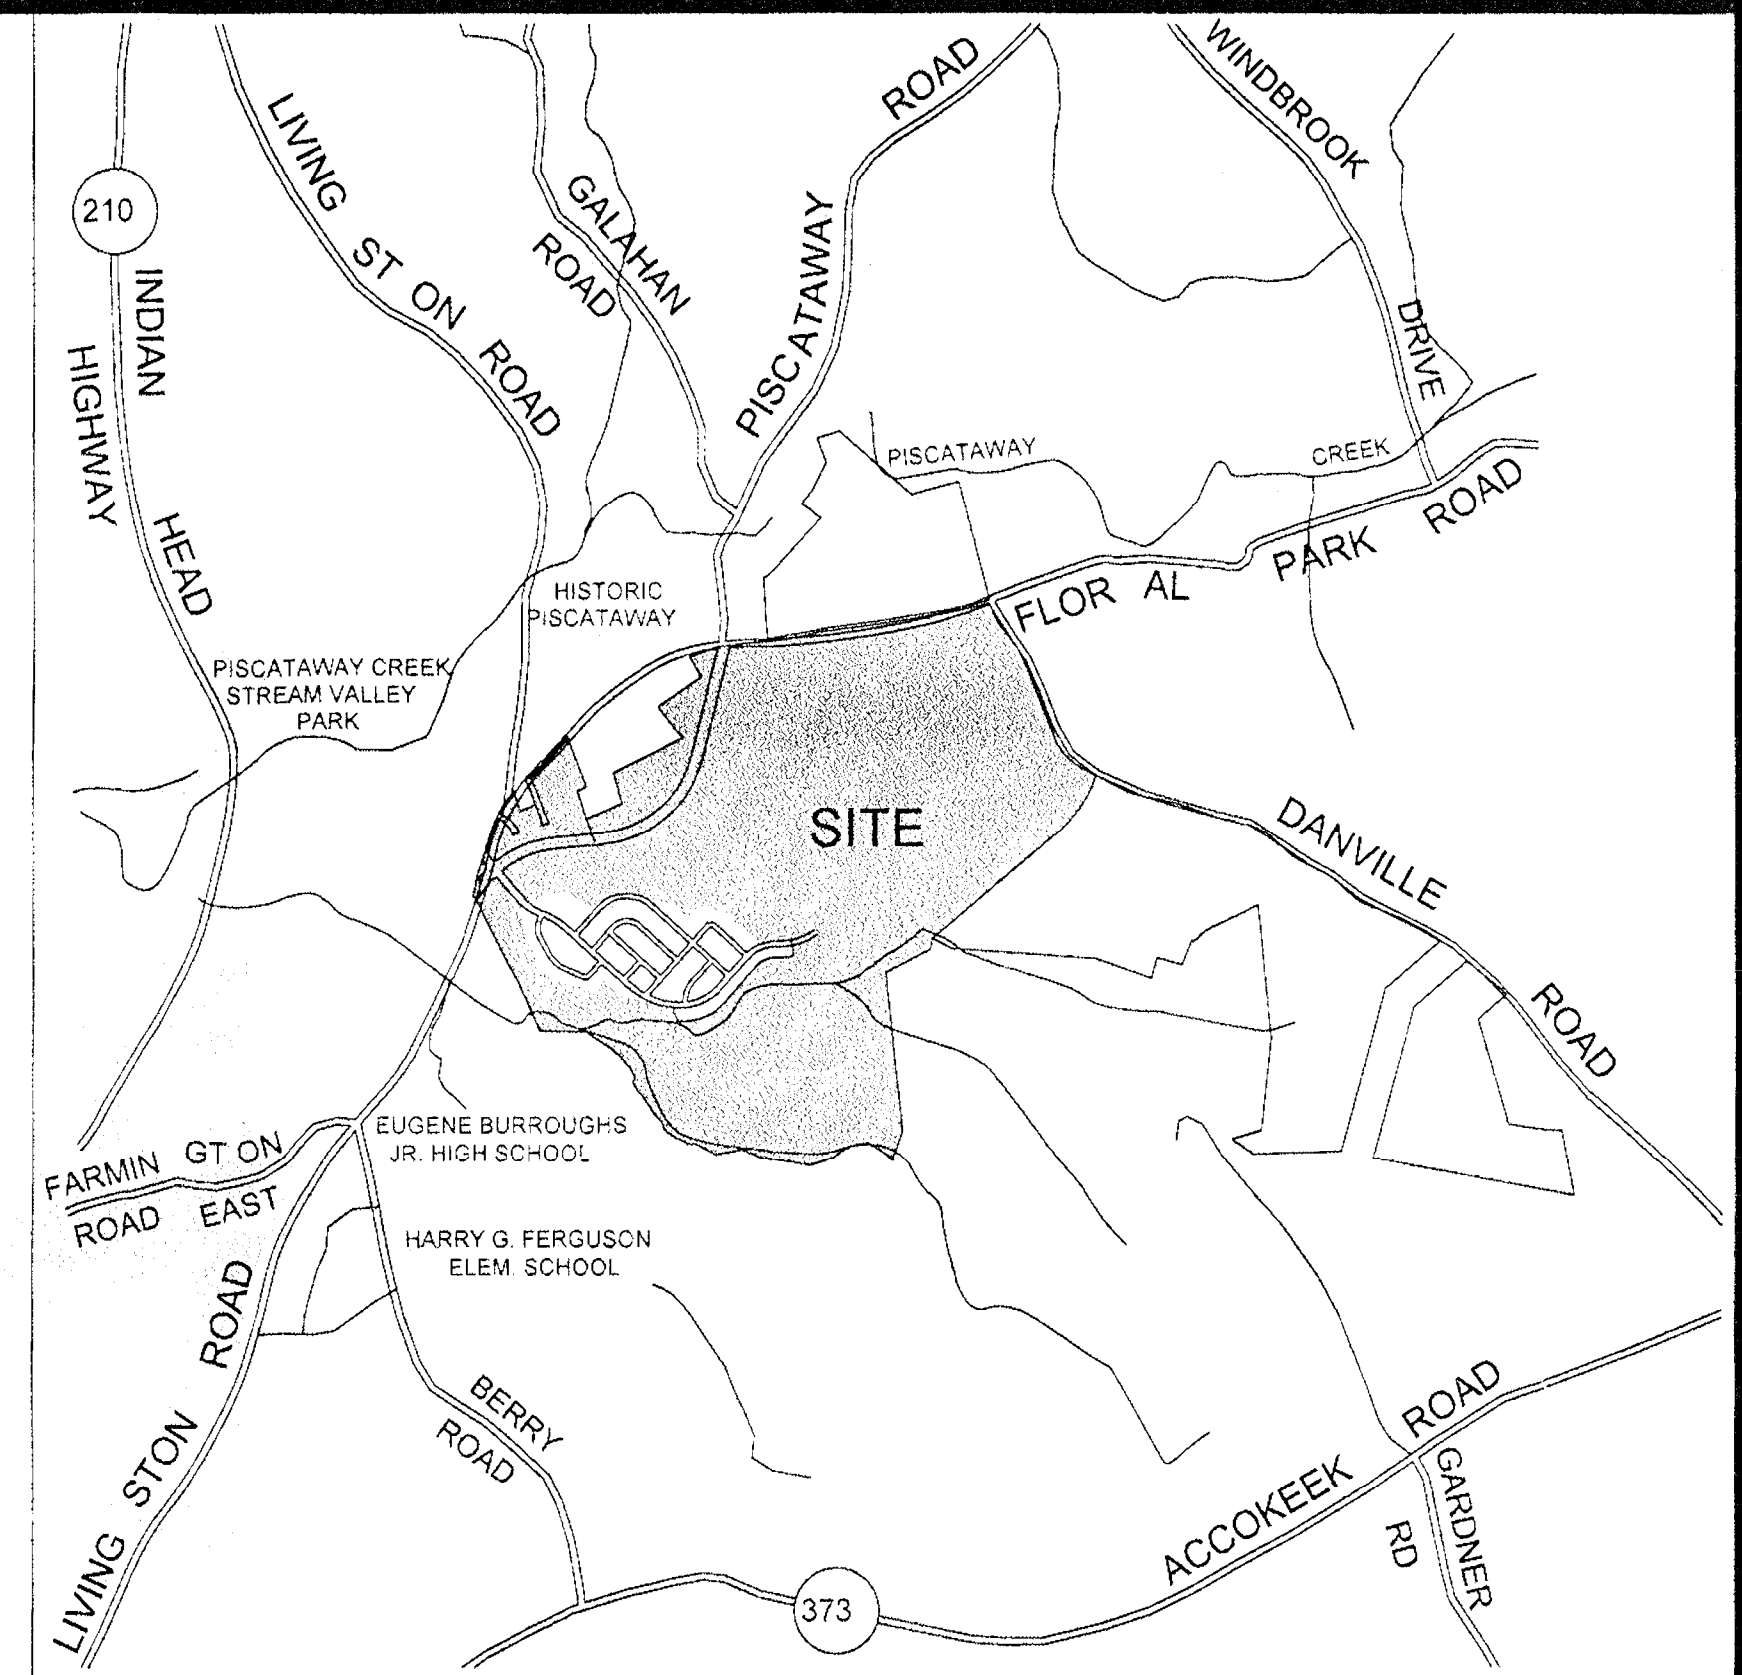 WINDBROOK
DRIVE
ROAD
PISCATAWAY
LIVING ST ON ROAD
GALAHAN
ROAD
210
INDIAN
HEAD
HIGHWAY
PISCATAWAY
CREEK
FLOR AL PARK ROAD
HISTORIC
PISCATAWAY
PISCATAWAY CREEK
STREAM VALLEY
PARK
SITE
DANVILLE
ROAD
EUGENE BURROUGHS
JR. HIGH SCHOOL
FARMIN GT ON
ROAD EAST
HARRY G. FERGUSON
ELEM. SCHOOL
LIVING STON ROAD
BERRY
ROAD
ACCOKEEK ROAD
GARDNER
RD
373